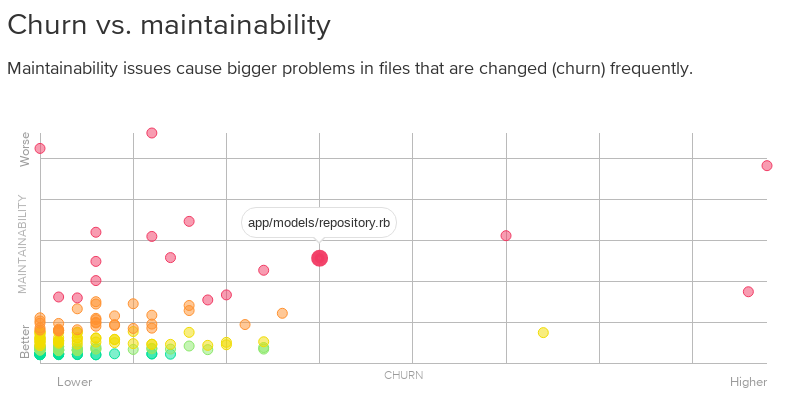 Churn vs. maintainability
Maintainability issues cause bigger problems in files that are changed (churn) frequently.
Worse
MAINTAINABILITY
Better
app/models/repository.rb
Lower
CHURN
Higher